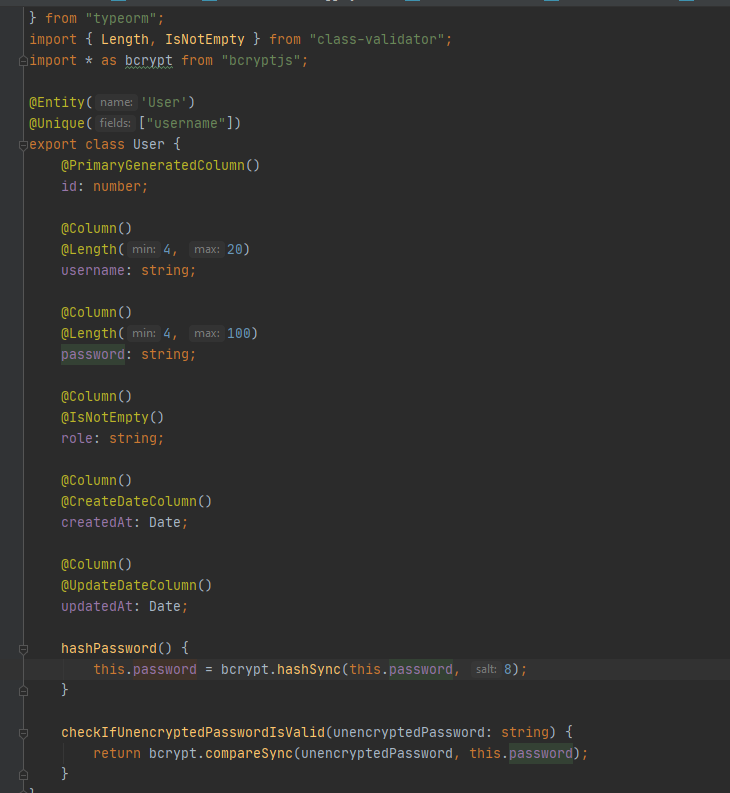 } from "typeorm";
import { Length, IsNotEmpty } from "class-validator";
import * as bcrypt from "bcryptjs";
@Entity( name: 'User')
@Unique( fields: ["username"])
export class User {
@PrimaryGeneratedColumn()
id: number;
@Column()
@Length( min: 4, max: 20)
username: string;
@Column()
@Length( min: 4, max: 100)
password: string;
@Column()
@IsNotEmpty()
role: string;
@Column()
@CreateDateColumn()
createdAt: Date;
@Column()
@UpdateDateColumn()
updatedAt: Date;
hashPassword() {
this.password = bcrypt.hashSync(this.password, salt: 8);
}
checkIfUnencryptedPasswordIsValid(unencryptedPassword: string) {
return bcrypt.compareSync(unencryptedPassword, this.password);
}